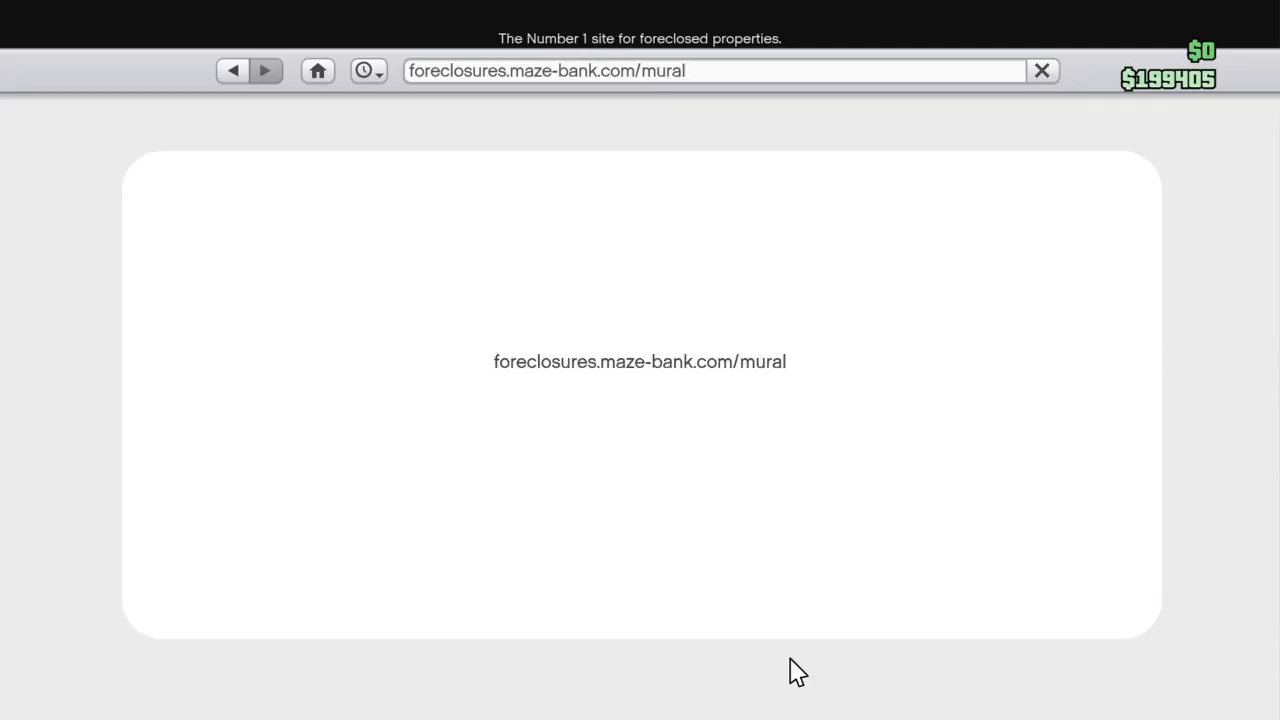 The Number 1 site for foreclosed properties.
$0
foreclosures.maze-bank.com/mural
$199405
foreclosures.maze-bank.com/mural